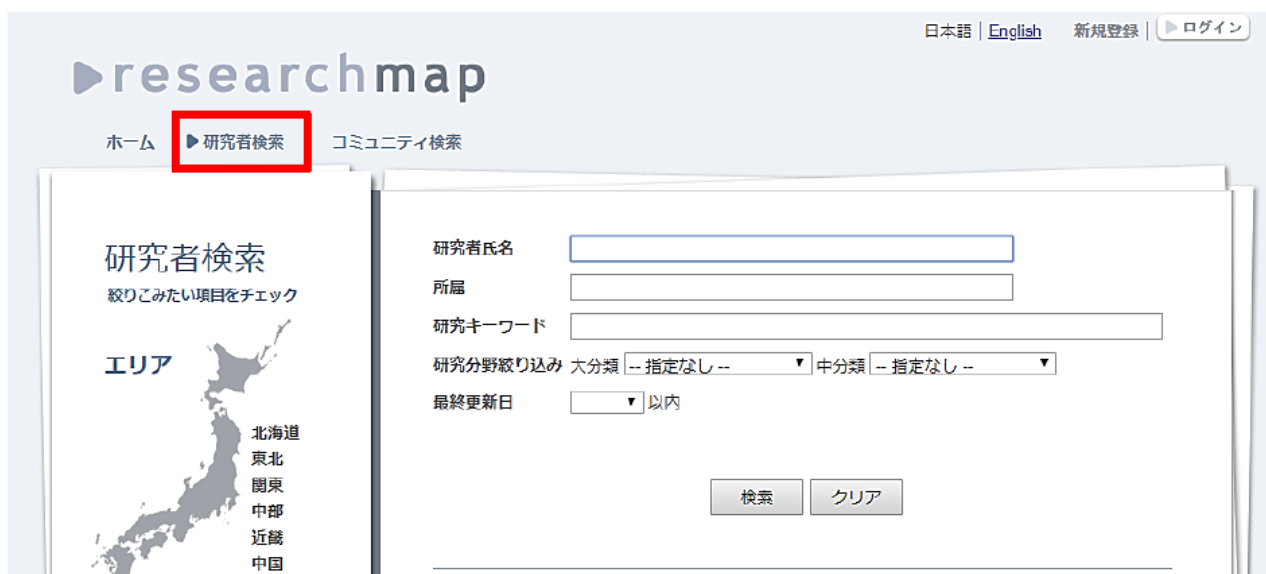 日本語 | English 新規登録 | ログイン
researchmap
ホーム 研究者検索 コミュニティ検索
研究者検索
絞りこみたい項目をチェック
エリア
北海道
東北
関東
中部
近畿
中国
研究者氏名
所属
研究キーワード
研究分野絞り込み 大分類 -- 指定なし -- 中分類 -- 指定なし --
最終更新日 以内
検索 クリア